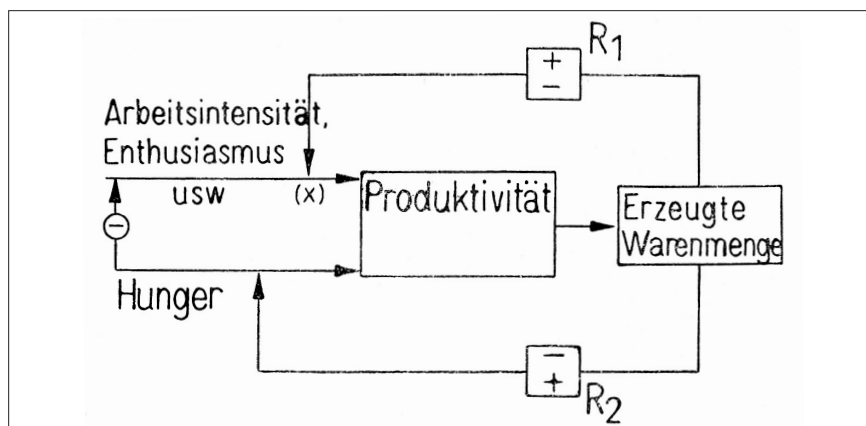 R1
+
−
Arbeitsintensität,
Enthusiasmus
usw
(x)
Produktivität
Erzeugte
Warenmenge
−
Hunger
−
+
R2